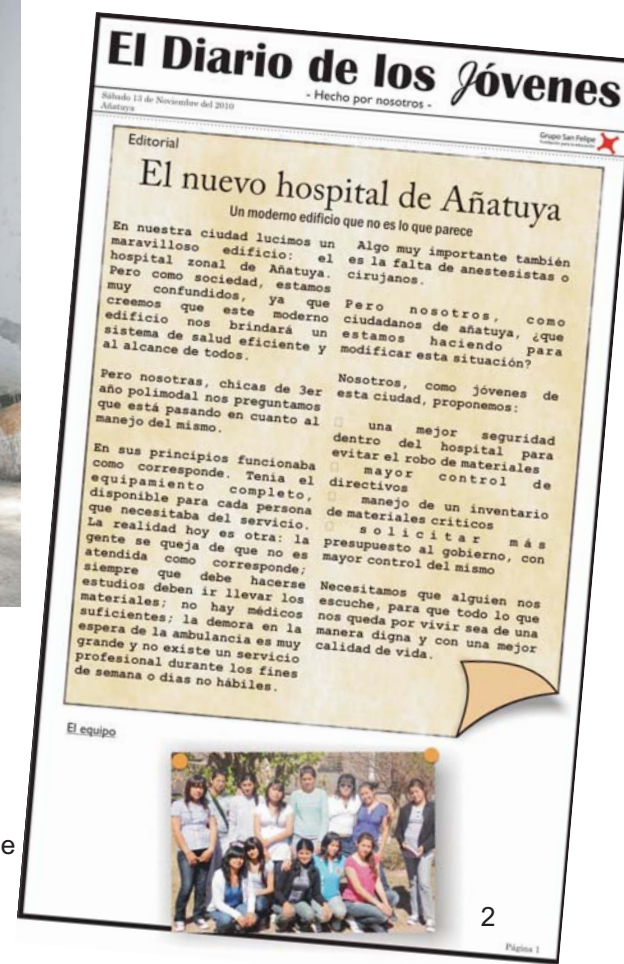 El Diario de los Jóvenes
- Hecho por nosotros -
Sábado 13 de Noviembre del 2010
Añatuya
Grupo San Felipe
Fundación para la educación
Editorial
El nuevo hospital de Añatuya
Un moderno edificio que no es lo que parece
En nuestra ciudad lucimos un
maravilloso edificio: el
hospital zonal de Añatuya.
Pero como sociedad, estamos
muy confundidos, ya que
creemos que este moderno
edificio nos brindará un
sistema de salud eficiente y
al alcance de todos.
Pero nosotras, chicas de 3er
año polimodal nos preguntamos
que está pasando en cuanto al
manejo del mismo.
En sus principios funcionaba
como corresponde. Tenia el
equipamiento completo,
disponible para cada persona
que necesitaba del servicio.
La realidad hoy es otra: la
gente se queja de que no es
atendida como corresponde;
siempre que debe hacerse
estudios deben ir llevar los
materiales; no hay médicos
suficientes; la demora en la
espera de la ambulancia es muy
grande y no existe un servicio
profesional durante los fines
de semana o dias no hábiles.
Algo muy importante también
es la falta de anestesistas o
cirujanos.
Pero nosotros, como
ciudadanos de añatuya, ¿que
estamos haciendo para
modificar esta situación?
Nosotros, como jóvenes de
esta ciudad, proponemos:
una mejor seguridad
dentro del hospital para
evitar el robo de materiales
mayor control de
directivos
manejo de un inventario
de materiales criticos
solicitar más
presupuesto al gobierno, con
mayor control del mismo
Necesitamos que alguien nos
escuche, para que todo lo que
nos queda por vivir sea de una
manera digna y con una mejor
calidad de vida.
El equipo
e
2
Página 1